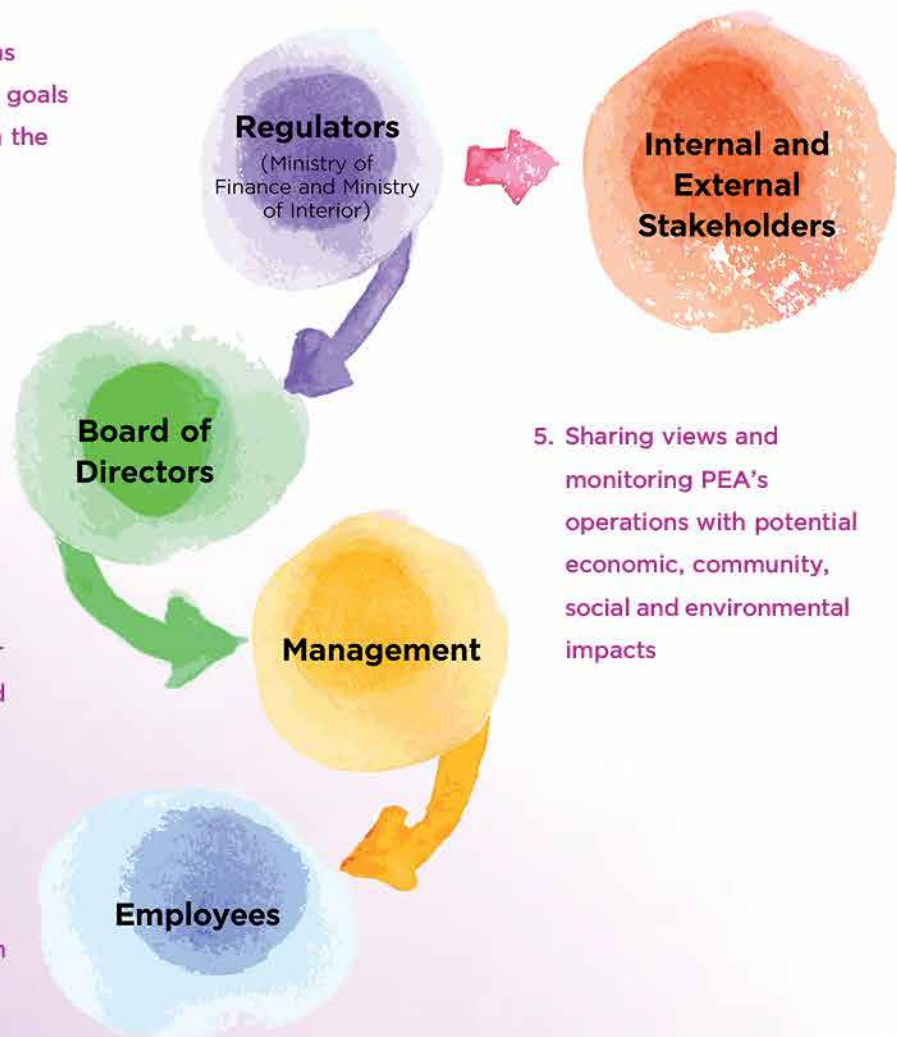 goals
the
Regulators
(Ministry of
Finance and Ministry
of Interior)
Internal and
External
Stakeholders
Board of
Directors
5. Sharing views and
monitoring PEA's
operations with potential
economic, community,
social and environmental
impacts
Management
Employees